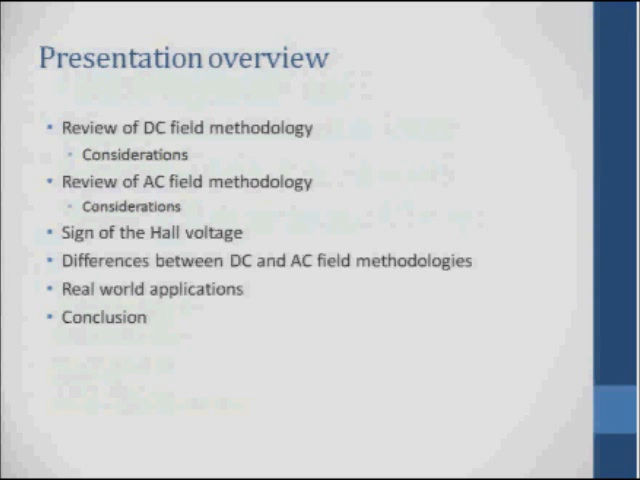 Presentation overview
Review of DC field methodology
Considerations
Review of AC field methodology
Considerations
Sign of the Hall voltage
Differences between DC and AC field methodologies
Real world applications
Conclusion